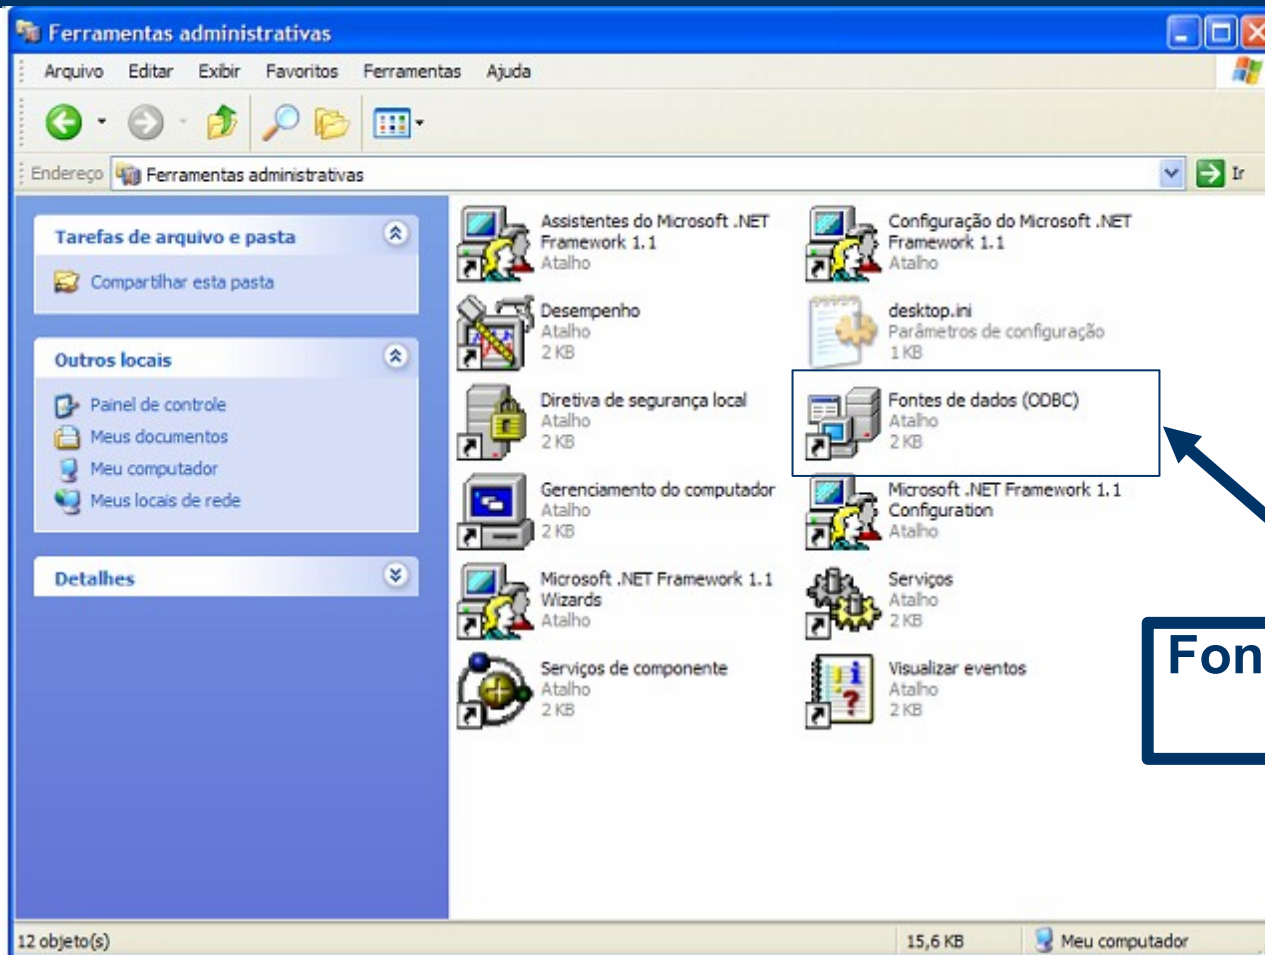 Ferramentas administrativas
Arquivo Editar Exibir Favoritos Ferramentas Ajuda
Endereço Ferramentas administrativas Ir
Tarefas de arquivo e pasta
Compartilhar esta pasta
Outros locais
Painel de controle
Meus documentos
Meu computador
Meus locais de rede
Detalhes
Assistentes do Microsoft .NET
Framework 1.1
Atalho
Configuração do Microsoft .NET
Framework 1.1
Atalho
Desempenho
Atalho
2 KB
desktop.ini
Parâmetros de configuração
1 KB
Diretiva de segurança local
Atalho
2 KB
Fontes de dados (ODBC)
Atalho
2 KB
Gerenciamento do computador
Atalho
2 KB
Microsoft .NET Framework 1.1
Configuration
Atalho
Microsoft .NET Framework 1.1
Wizards
Atalho
Serviços
Atalho
2 KB
Serviços de componente
Atalho
2 KB
Visualizar eventos
Atalho
2 KB
Fon
12 objeto(s) 15,6 KB Meu computador